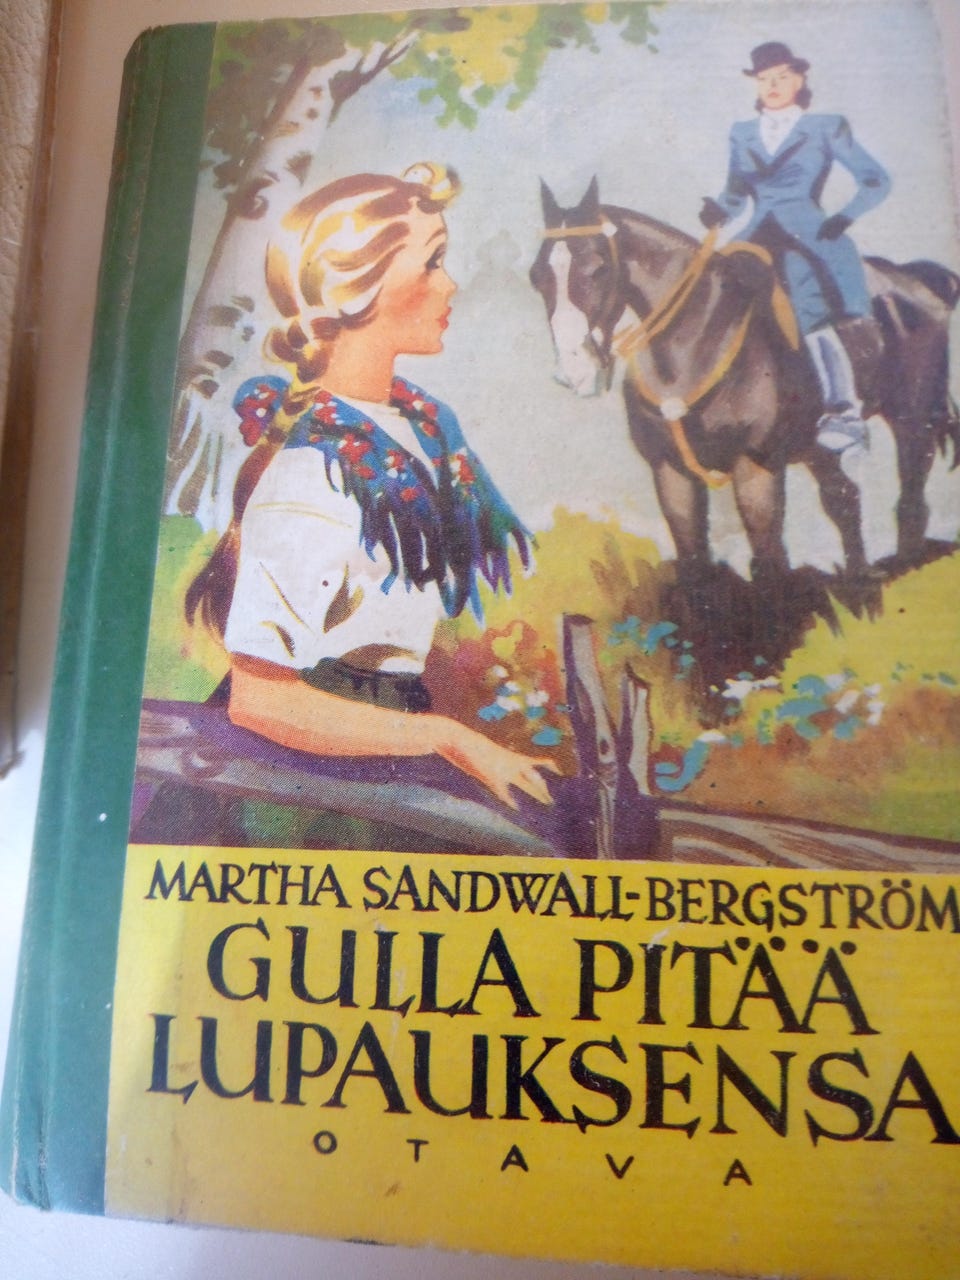 MARTHA SANDWALL-BERGSTRÖM
GULLA PITÄÄ
LUPAUKSENSA
OTAVA